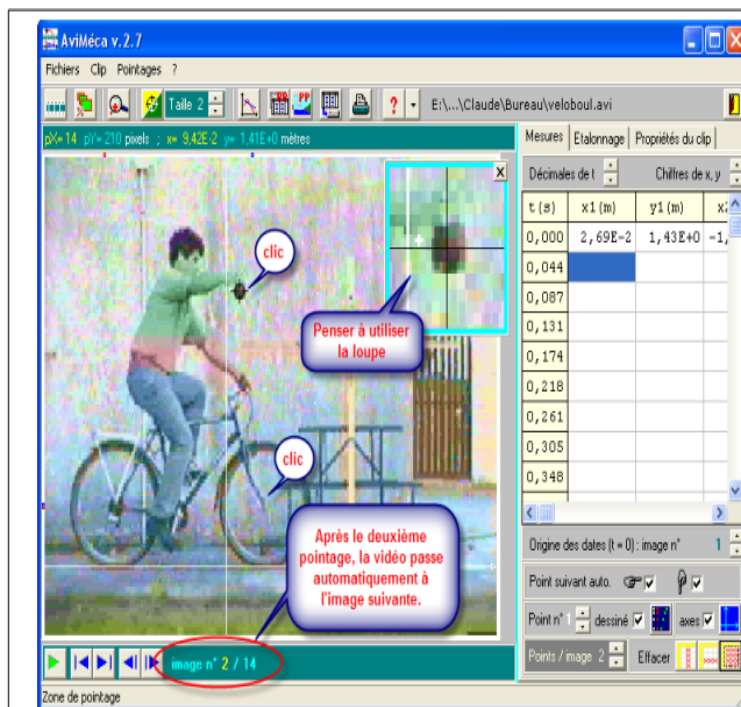 AviMéca v.2.7
Fichiers Clip Pointages ?
Taille 2 ? E:\...\Claude\Bureau\veloboul.avi
pX= 14 pY= 210 pixels ; x= 9,42E-2 y= 1,41E+0 mètres
Mesures Etalonnage Propriétés du clip
Décimales de t Chiffres de x, y
t(s) x1(m) y1(m)
0,000 2,69E-2 1,43E+0 -1,
0,044
0,087
0,131
0,174
0,218
0,261
0,305
0,348
X
clic
Penser à utiliser
la loupe
clic
Après le deuxième
pointage, la vidéo passe
automatiquement à
l'image suivante.
Origine des dates (t = 0) : image n° 1
Point suivant auto.
Point n° 1 dessiné axes
Points / image 2 Effacer
image n° 2 / 14
Zone de pointage